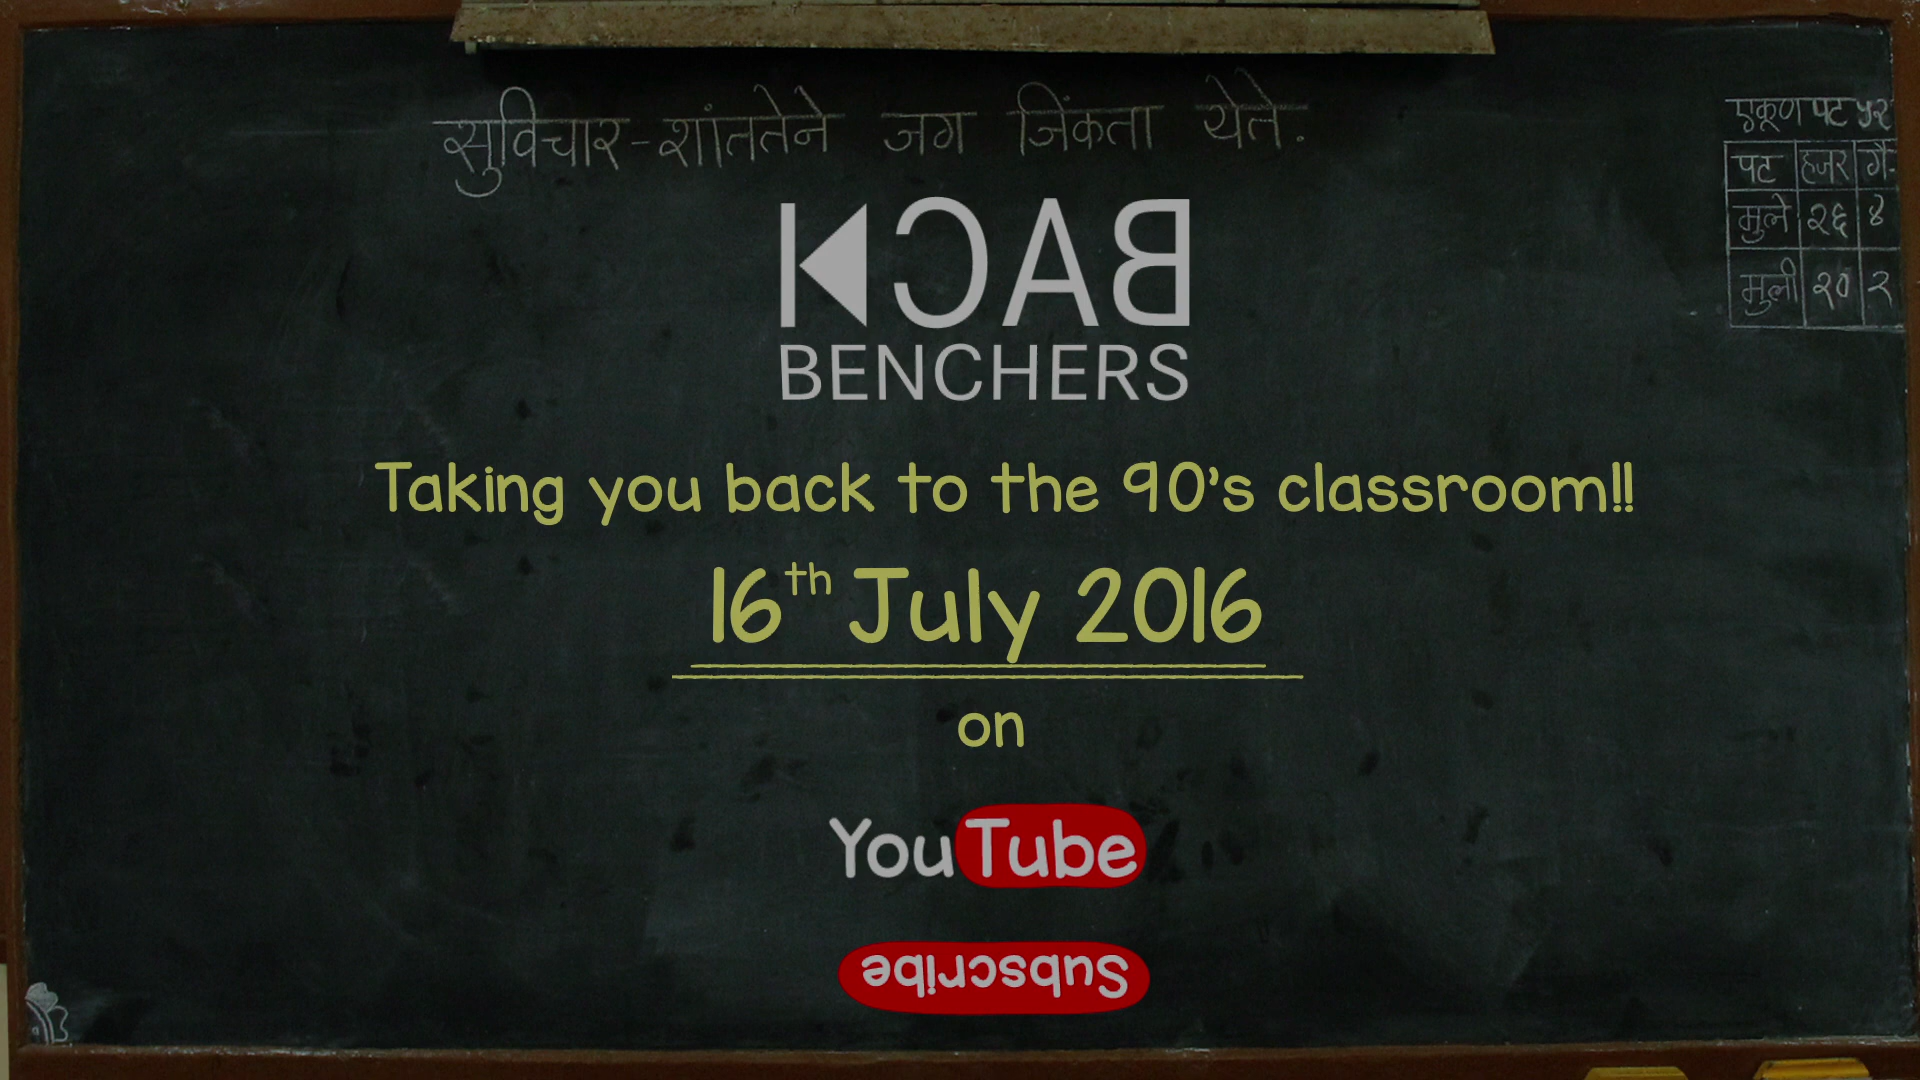 सुविचार - शांततेने जग जिंकता येते.
एकूण पट ५२
पट हजर गै
मुले २६ ४
मुली २० २
BACK
BENCHERS
Taking you back to the 90's classroom!!
16th July 2016
on
YouTube
Subscribe